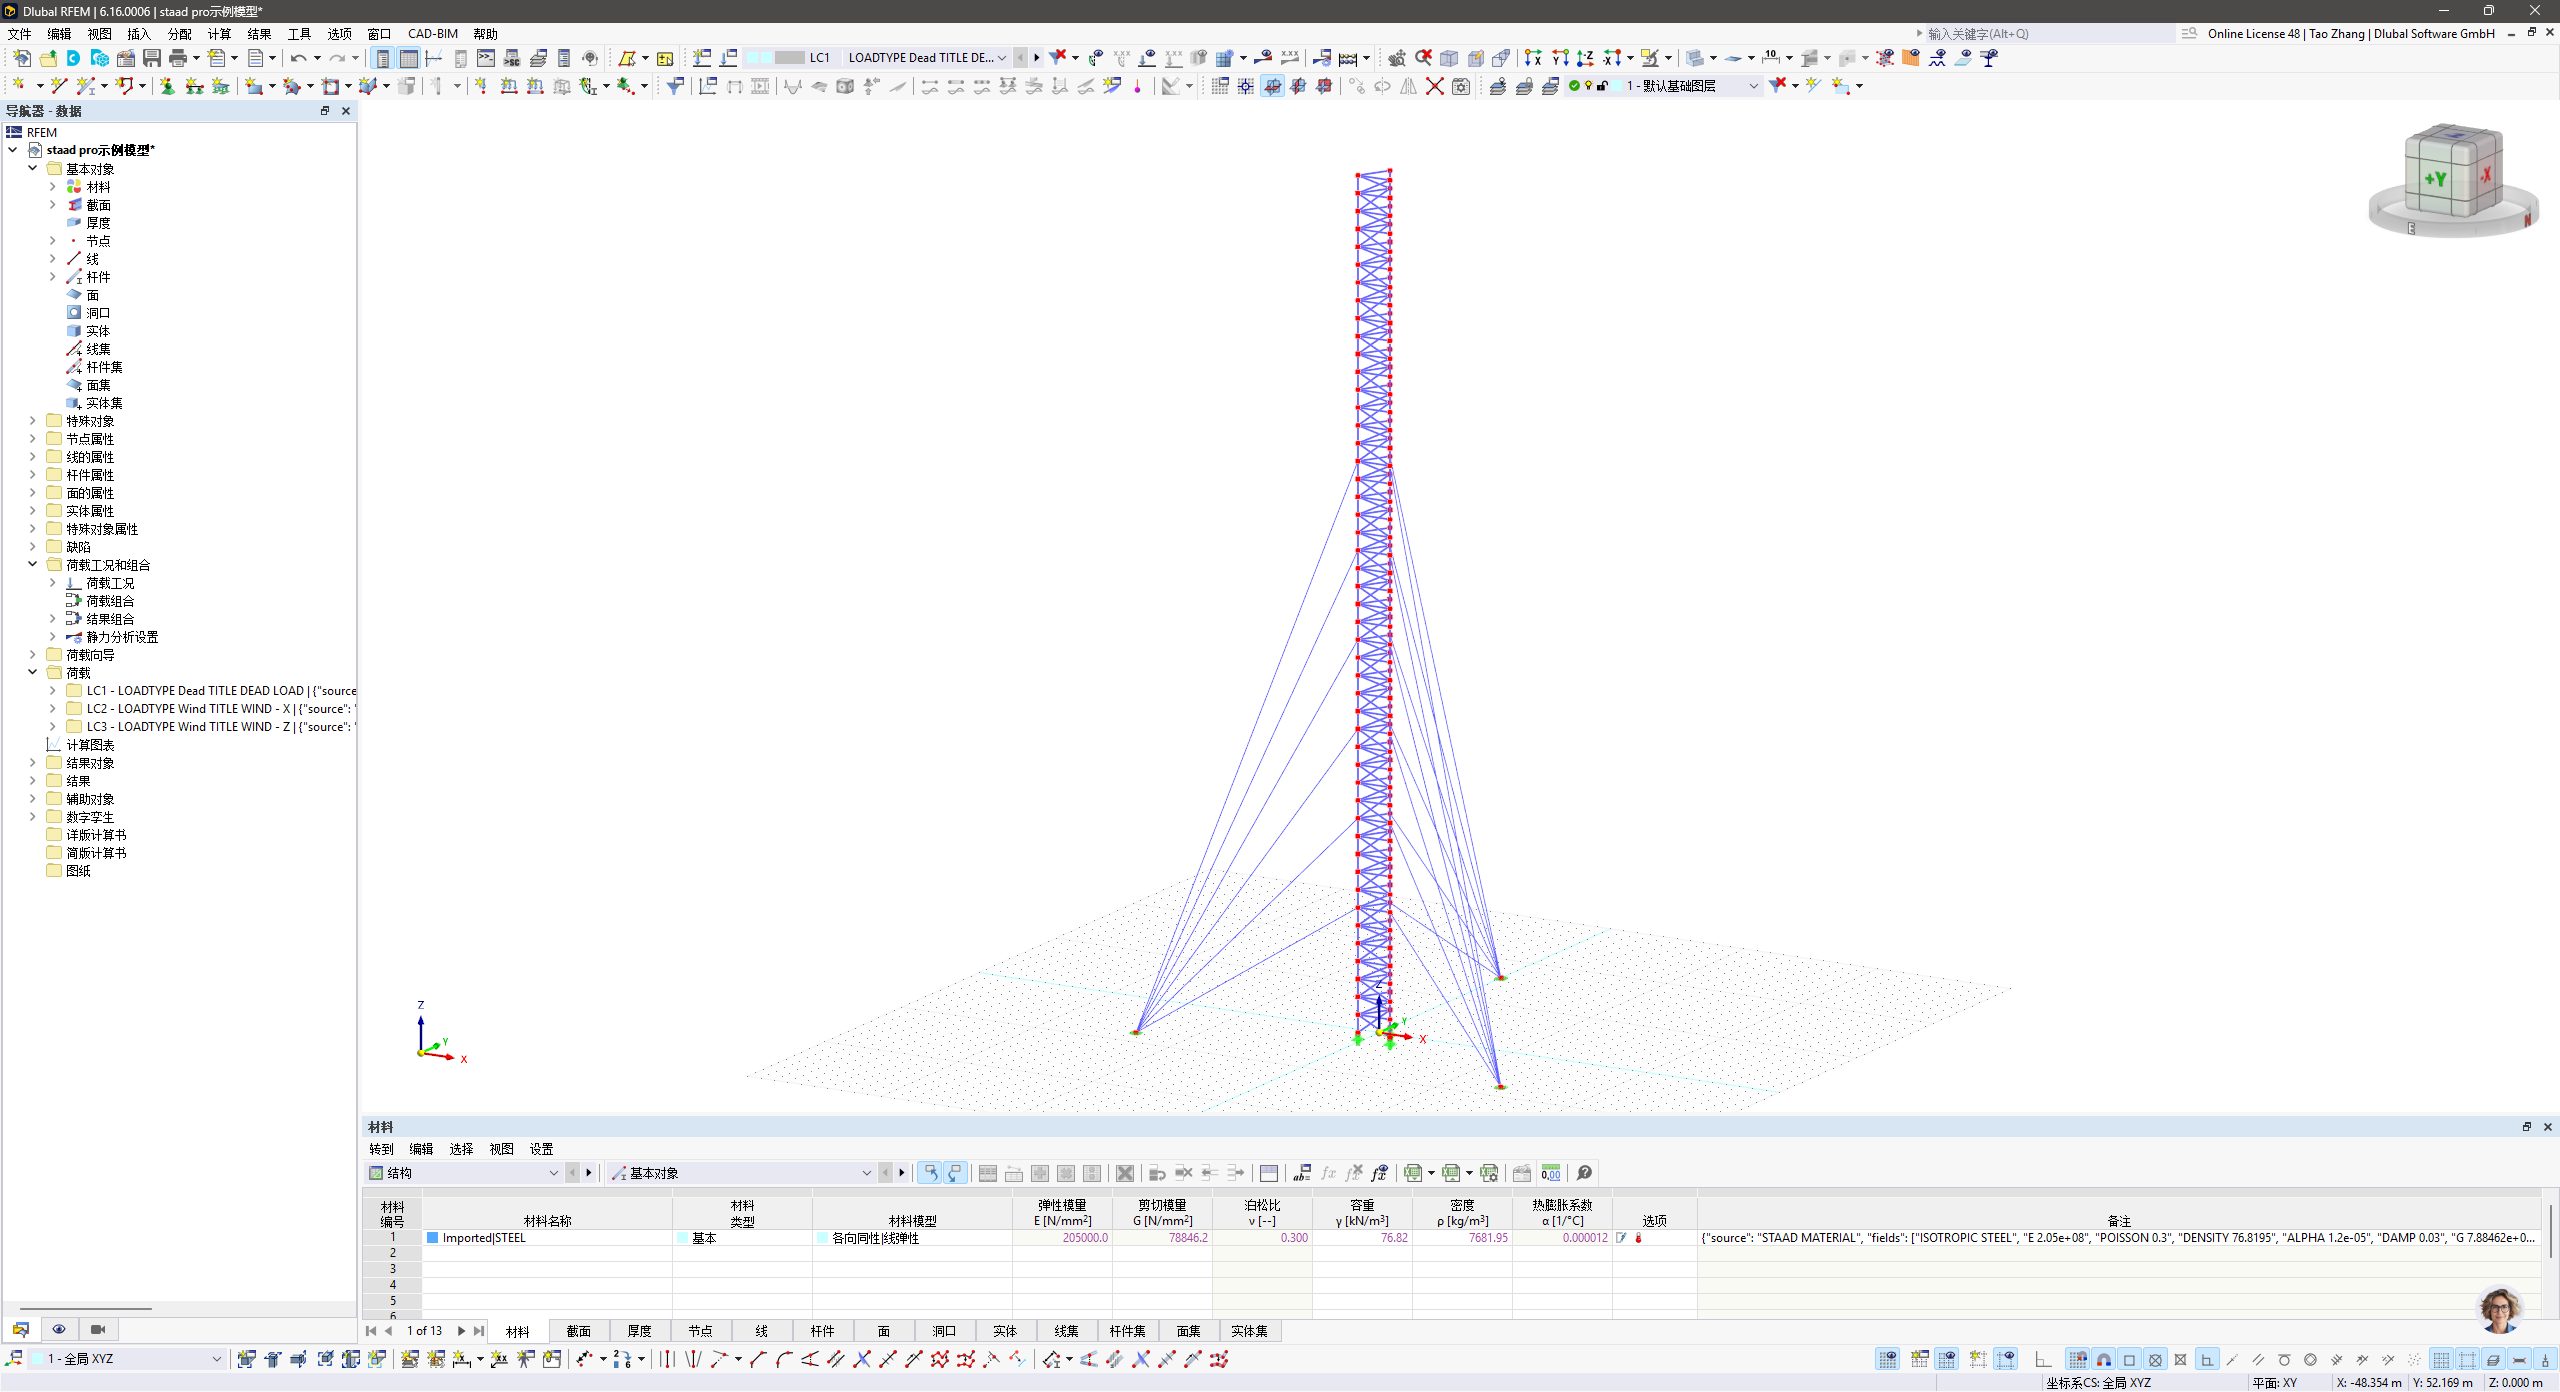 Dlubal RFEM | 6.16.0006 | staad pro示例模型*
文件 编辑 视图 插入 分配 计算 结果 工具 选项 窗口 CAD-BIM 帮助
输入关键字(Alt+Q)
Online License 48 | Tao Zhang | Dlubal Software GmbH
LC1 LOADTYPE Dead TITLE DE...
1 - 默认基础图层
导航器 - 数据
RFEM
staad pro示例模型*
基本对象
材料
截面
厚度
节点
线
杆件
面
洞口
实体
线集
杆件集
面集
实体集
特殊对象
节点属性
线的属性
杆件属性
面的属性
实体属性
特殊对象属性
缺陷
荷载工况和组合
荷载工况
荷载组合
结果组合
静力分析设置
荷载向导
荷载
LC1 - LOADTYPE Dead TITLE DEAD LOAD | {"source
LC2 - LOADTYPE Wind TITLE WIND - X | {"source": '
LC3 - LOADTYPE Wind TITLE WIND - Z | {"source": '
计算图表
结果对象
结果
辅助对象
数字孪生
详版计算书
简版计算书
图纸
+Y -X
E N
Z
Y
X
Z
Y
X
材料
转到 编辑 选择 视图 设置
结构 基本对象
材料编号 材料名称 材料类型 材料模型 弹性模量 E [N/mm²] 剪切模量 G [N/mm²] 泊松比 ν [--] 容重 γ [kN/m³] 密度 ρ [kg/m³] 热膨胀系数 α [1/°C] 选项 备注
1 Imported|STEEL 基本 各向同性|线弹性 205000.0 78846.2 0.300 76.82 7681.95 0.000012 {"source": "STAAD MATERIAL", "fields": ["ISOTROPIC STEEL", "E 2.05e+08", "POISSON 0.3", "DENSITY 76.8195", "ALPHA 1.2e-05", "DAMP 0.03", "G 7.88462e+0...
2
3
4
5
6
1 of 13 材料 截面 厚度 节点 线 杆件 面 洞口 实体 线集 杆件集 面集 实体集
1 - 全局 XYZ
坐标系CS: 全局 XYZ 平面: XY X: -48.354 m Y: 52.169 m Z: 0.000 m